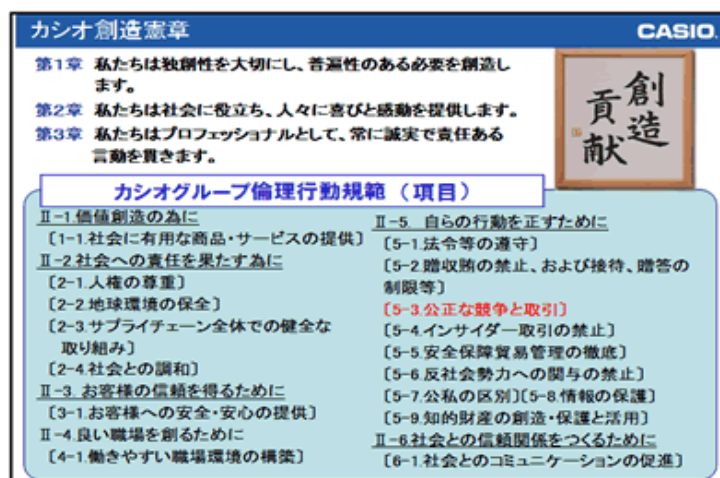 カシオ創造憲章
CASIO.
第1章 私たちは独創性を大切にし、普遍性のある必要を創造し
ます。
第2章 私たちは社会に役立ち、人々に喜びと感動を提供します。
第3章 私たちはプロフェッショナルとして、常に誠実で責任ある
言動を貫きます。
創造
貢献
カシオグループ倫理行動規範（項目）
Ⅱ-1.価値創造の為に
〔1-1.社会に有用な商品・サービスの提供〕
Ⅱ-2.社会への責任を果たす為に
〔2-1.人権の尊重〕
〔2-2.地球環境の保全〕
〔2-3.サプライチェーン全体での健全な
取り組み〕
〔2-4.社会との調和〕
Ⅱ-3. お客様の信頼を得るために
〔3-1.お客様への安全・安心の提供〕
Ⅱ-4.良い職場を創るために
〔4-1.働きやすい職場環境の構築〕
Ⅱ-5. 自らの行動を正すために
〔5-1.法令等の遵守〕
〔5-2.贈収賄の禁止、および接待、贈答の
制限等〕
〔5-3.公正な競争と取引〕
〔5-4.インサイダー取引の禁止〕
〔5-5.安全保障貿易管理の徹底〕
〔5-6.反社会勢力への関与の禁止〕
〔5-7.公私の区別〕〔5-8.情報の保護〕
〔5-9.知的財産の創造・保護と活用〕
Ⅱ-6.社会との信頼関係をつくるために
〔6-1.社会とのコミュニケーションの促進〕